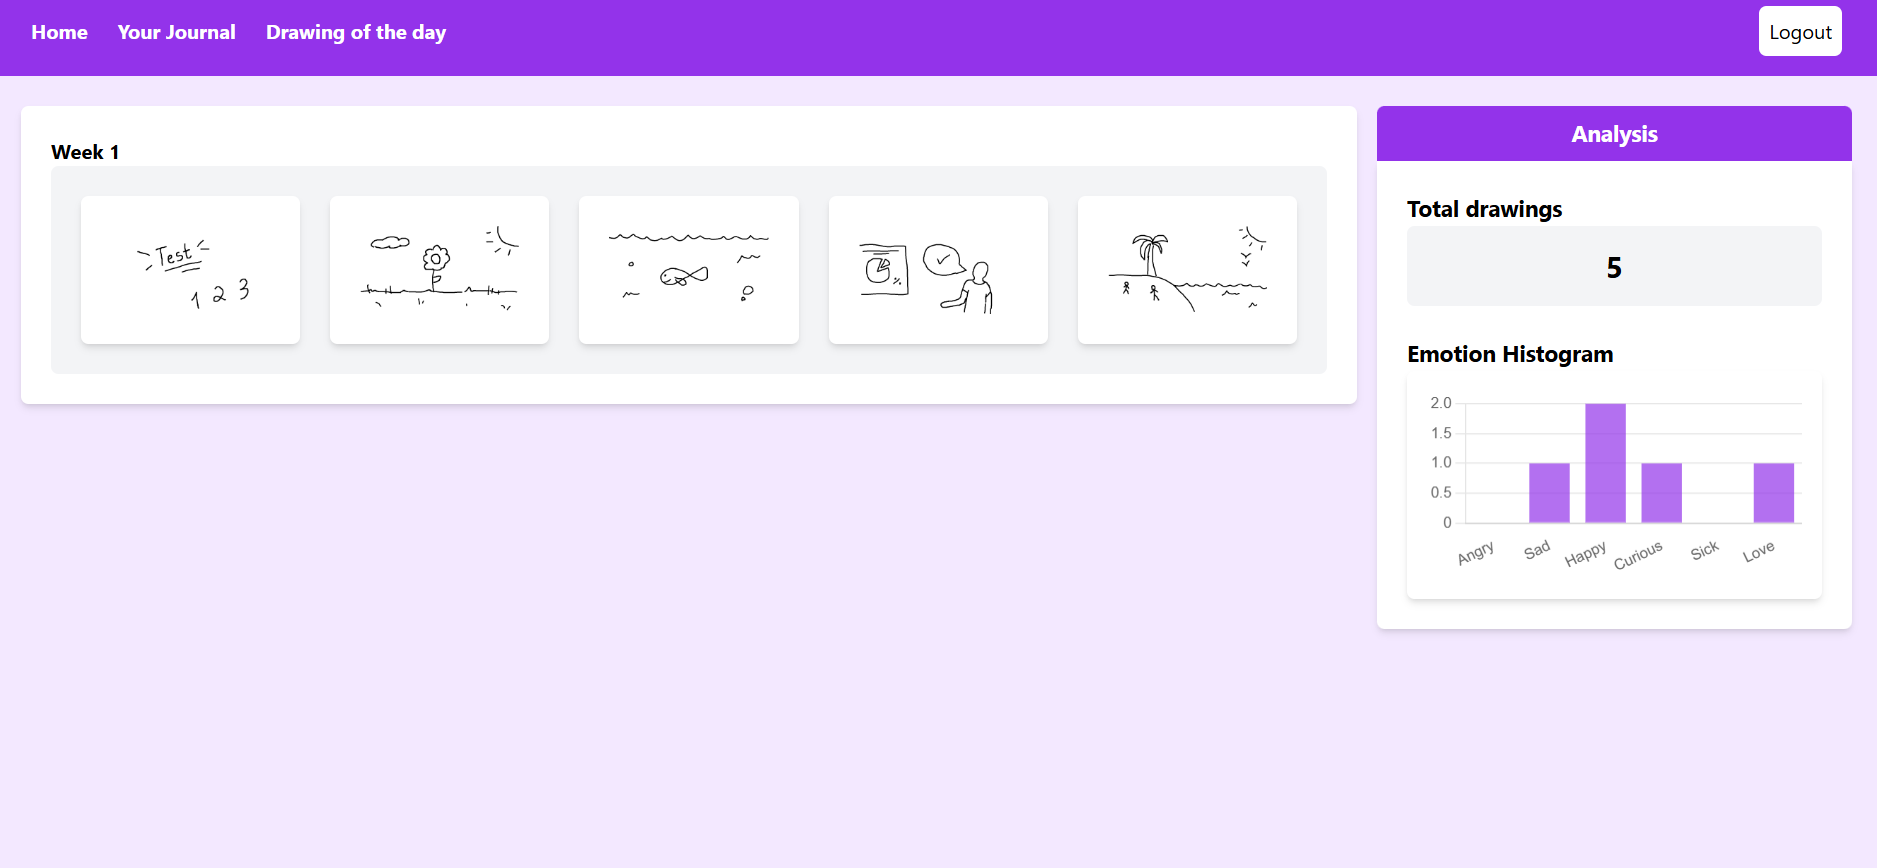 Home Your Journal Drawing of the day Logout
Week 1
Test
1 2 3
%
Analysis
Total drawings
5
Emotion Histogram
2.0
1.5
1.0
0.5
0
Angry Sad Happy Curious Sick Love